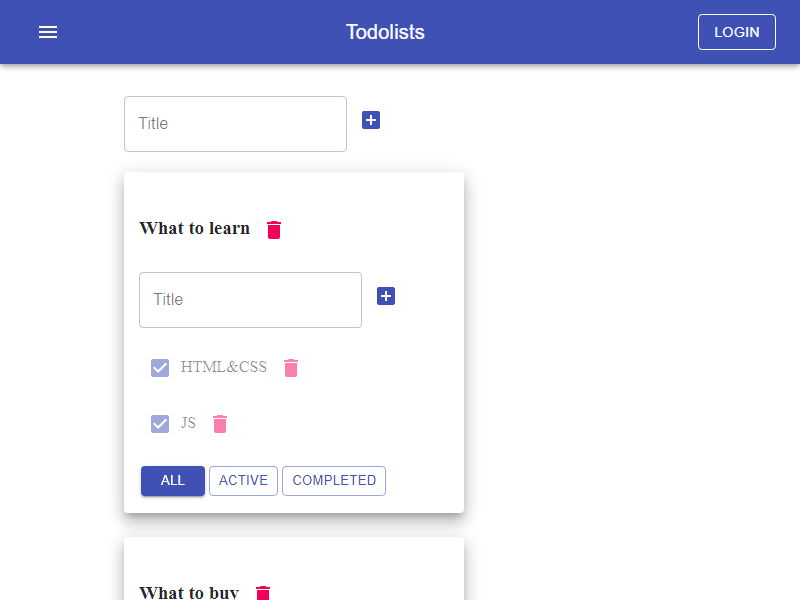 Todolists
LOGIN
Title
What to learn
Title
HTML&CSS
JS
ALL ACTIVE COMPLETED
What to buy